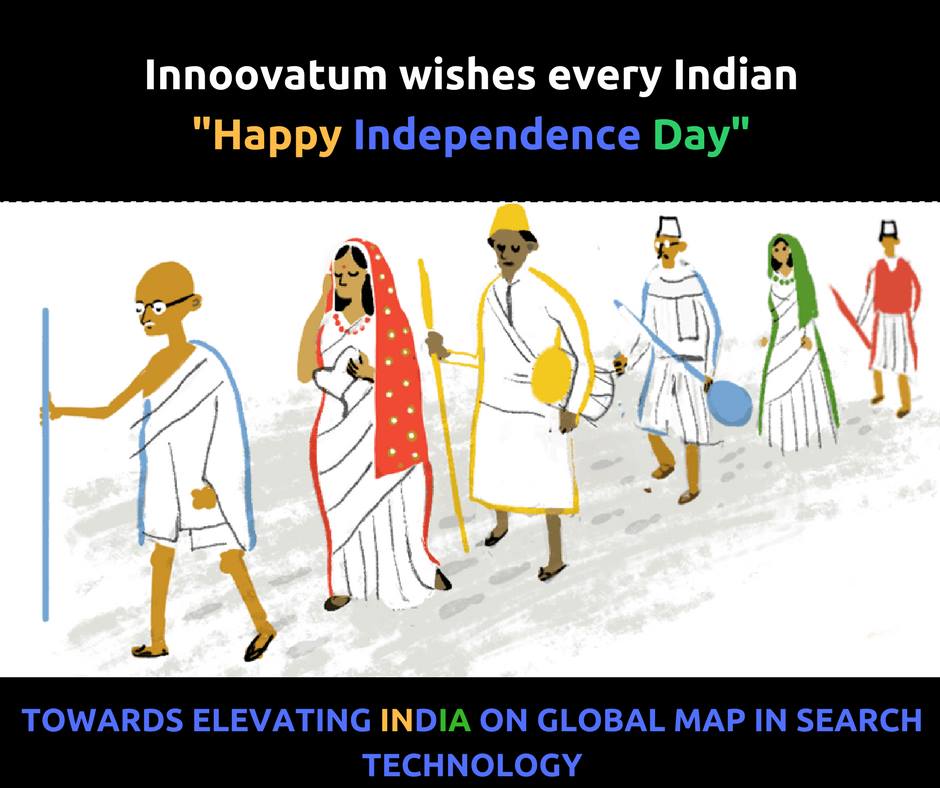 Innoovatum wishes every Indian
"Happy Independence Day"
TOWARDS ELEVATING INDIA ON GLOBAL MAP IN SEARCH
TECHNOLOGY